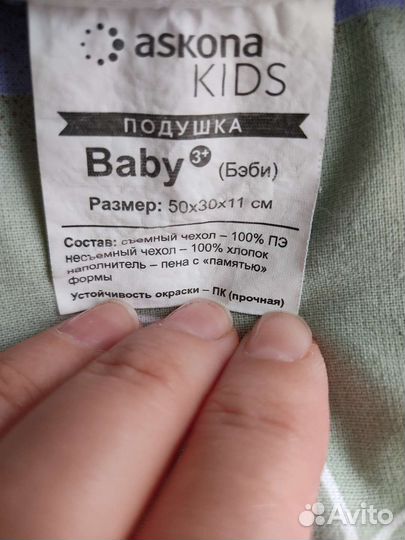 askona
KIDS
ПОДУШКА
Baby 3+ (Бэби)
Размер: 50х30х11 см
Состав: съемный чехол – 100% ПЭ
несъемный чехол – 100% хлопок
наполнитель – пена с «памятью»
формы
Устойчивость окраски – ПК (прочная)
Avito